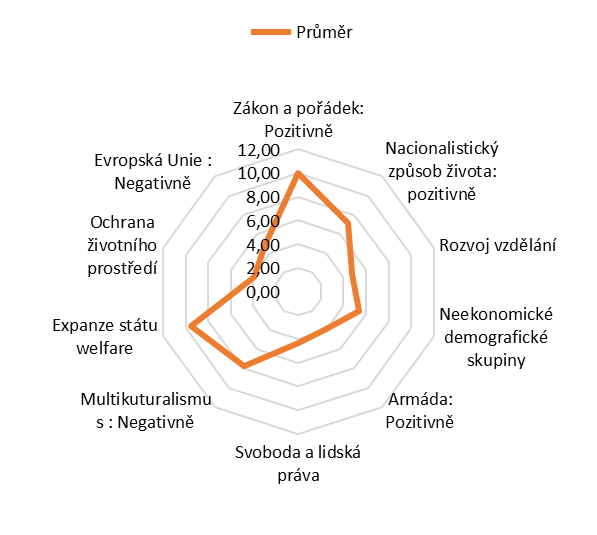 Průměr
Zákon a pořádek:
Pozitivně
12,00
10,00
8,00
6,00
4,00
2,00
0,00
Nacionalistický
způsob života:
pozitivně
Rozvoj vzdělání
Neekonomické
demografické
skupiny
Armáda:
Pozitivně
Svoboda a lidská
práva
Multikuturalismu
s : Negativně
Expanze státu
welfare
Ochrana
životního
prostředí
Evropská Unie :
Negativně